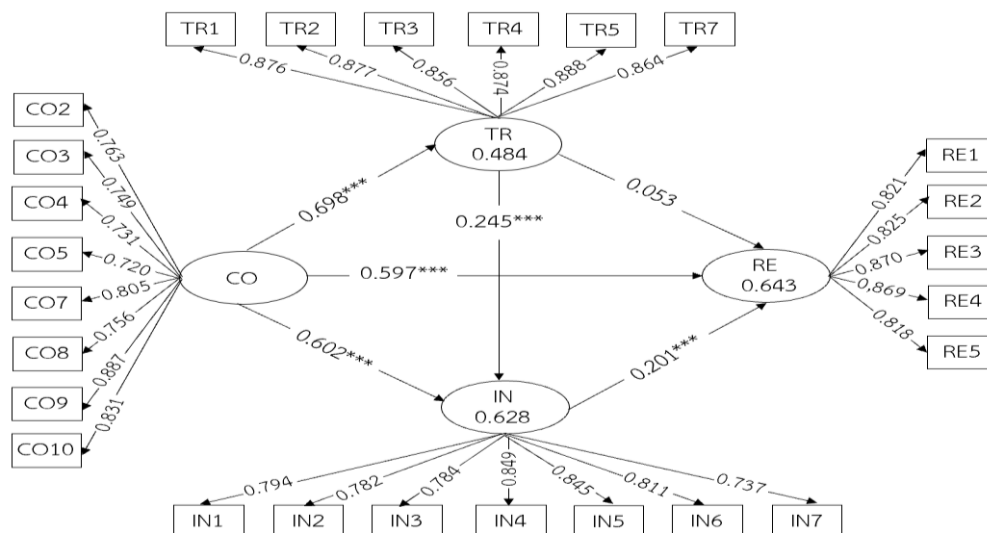 TR1 TR2 TR3 TR4 TR5 TR7
0.876 0.877 0.856 0.874 0.888 0.864
TR
0.484
CO2
CO3
CO4
CO5
CO7
CO8
CO9
CO10
0.763
0.749
0.731
0.720
0.805
0.756
0.887
0.831
CO
0.698***
0.245***
0.053
0.597***
0.602***
0.201***
RE
0.643
0.821
0.825
0.870
0.869
0.818
RE1
RE2
RE3
RE4
RE5
IN
0.628
0.794 0.782 0.784 0.849 0.845 0.811 0.737
IN1 IN2 IN3 IN4 IN5 IN6 IN7